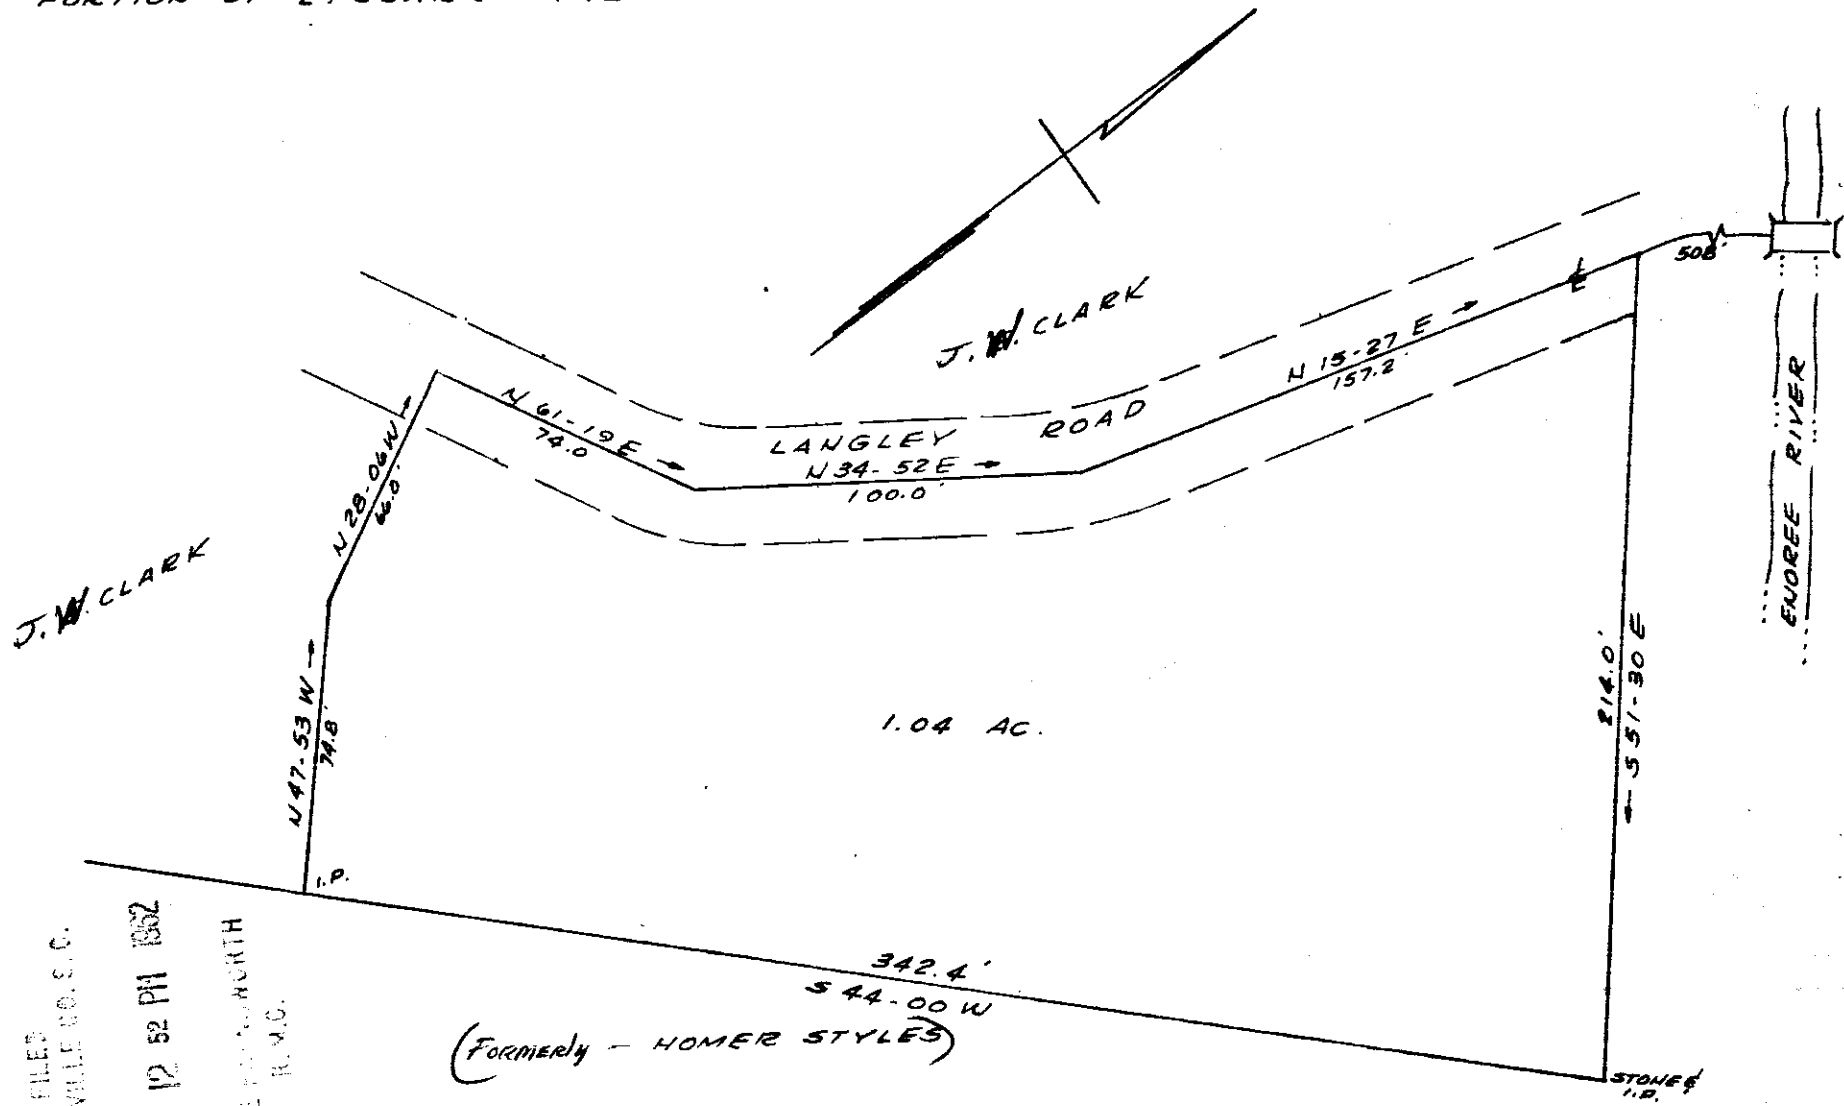 J. W. CLARK
508'
N 15-27 E
157.2'
N 61-19 E
74.0
LANGLEY ROAD
N 34-52 E
100.0'
N 28-06 W
66.0'
ENOREE RIVER
J. W. CLARK
214.0'
S 51-30 E
N 47-53 W
74.8'
1.04 AC.
I.P.
342.4'
S 44-00 W
(FORMERLY - HOMER STYLES)
STONE &
I.P.
FILED
12 52 PM 1962
R.M.C.